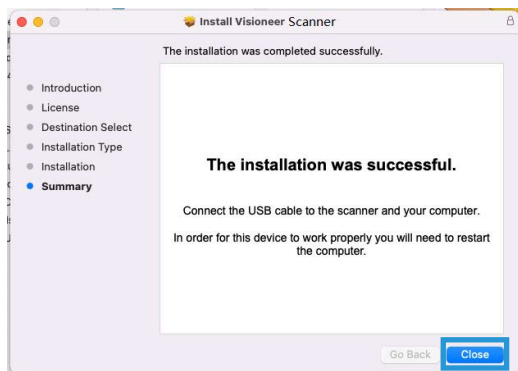 Install Visioneer Scanner
The installation was completed successfully.
Introduction
License
Destination Select
Installation Type
Installation
Summary
The installation was successful.
Connect the USB cable to the scanner and your computer.
In order for this device to work properly you will need to restart
the computer.
Go Back
Close